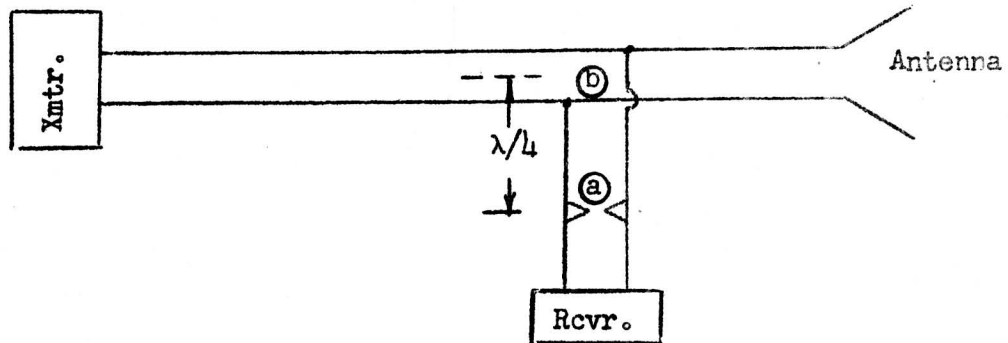 Xmtr.
Antenna
b
λ/4
a
Rcvr.